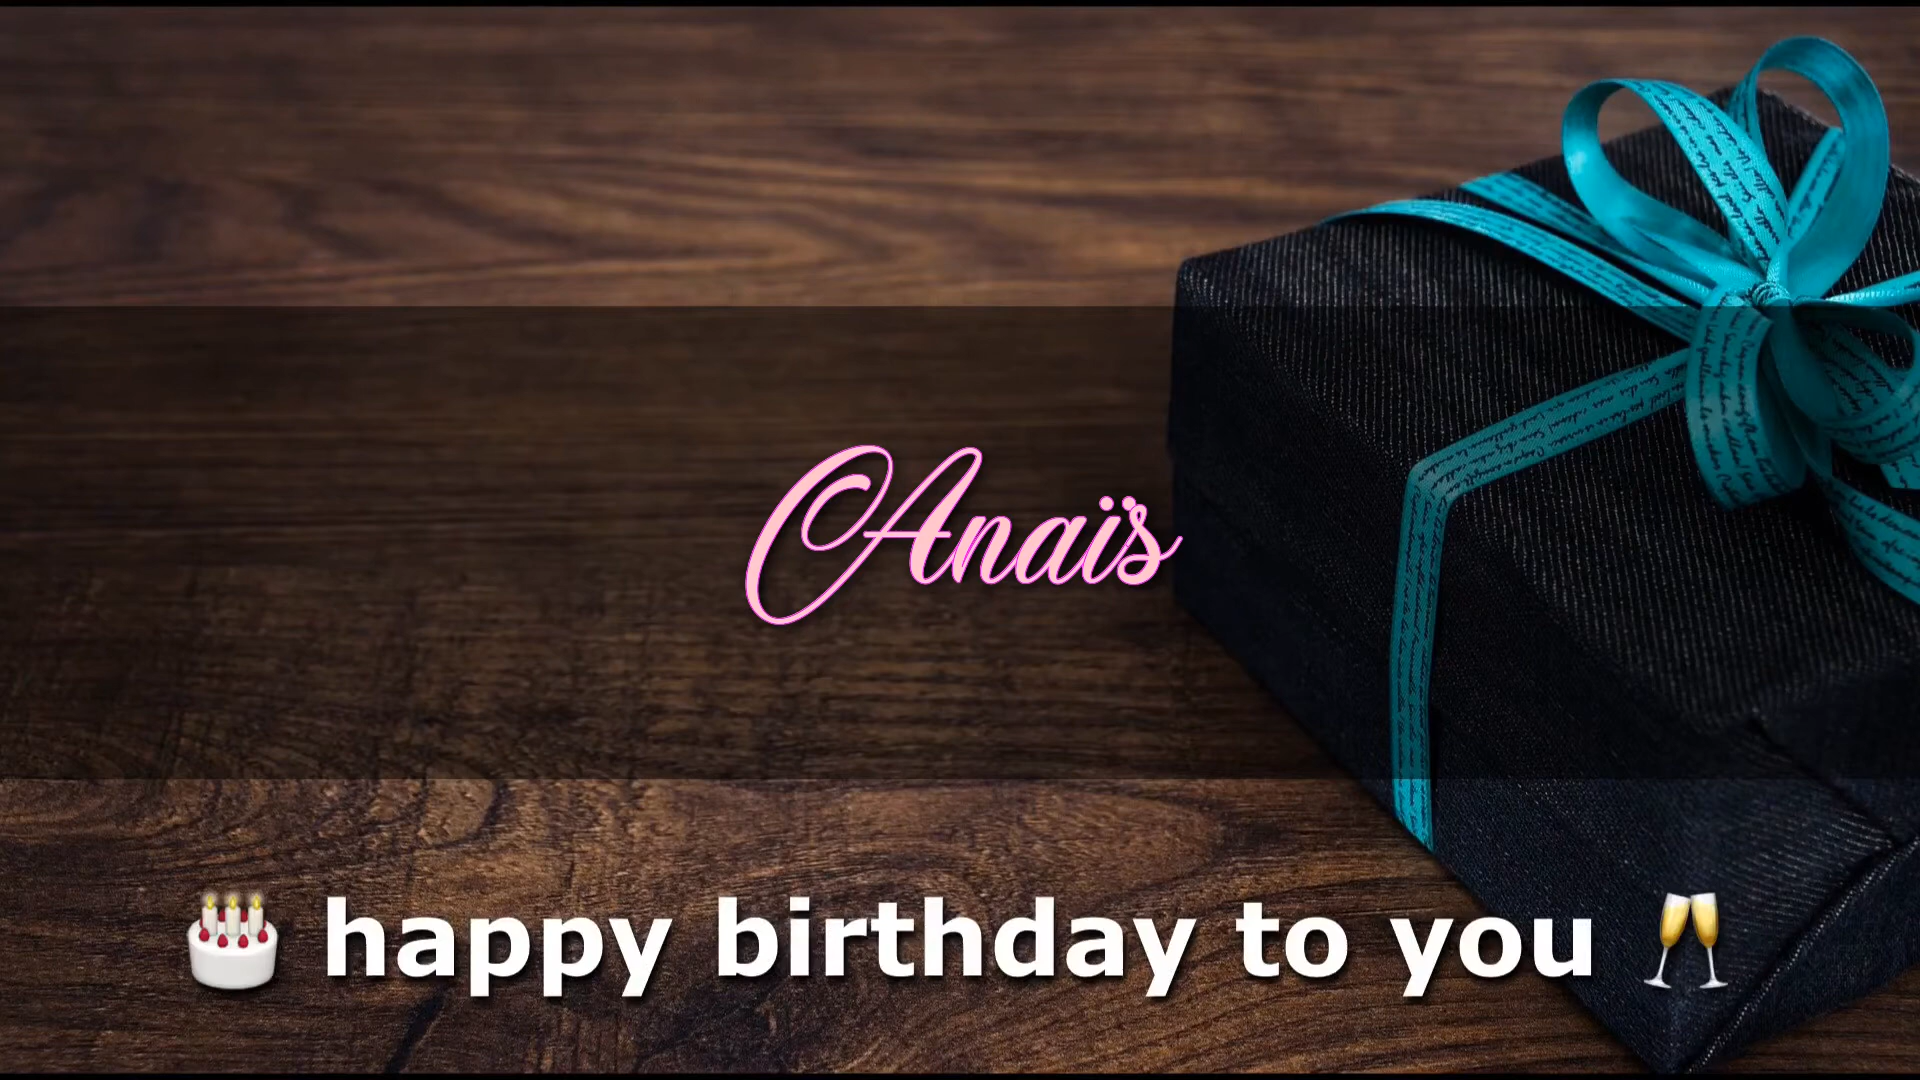 Anaïs
🎂 happy birthday to you 🥂